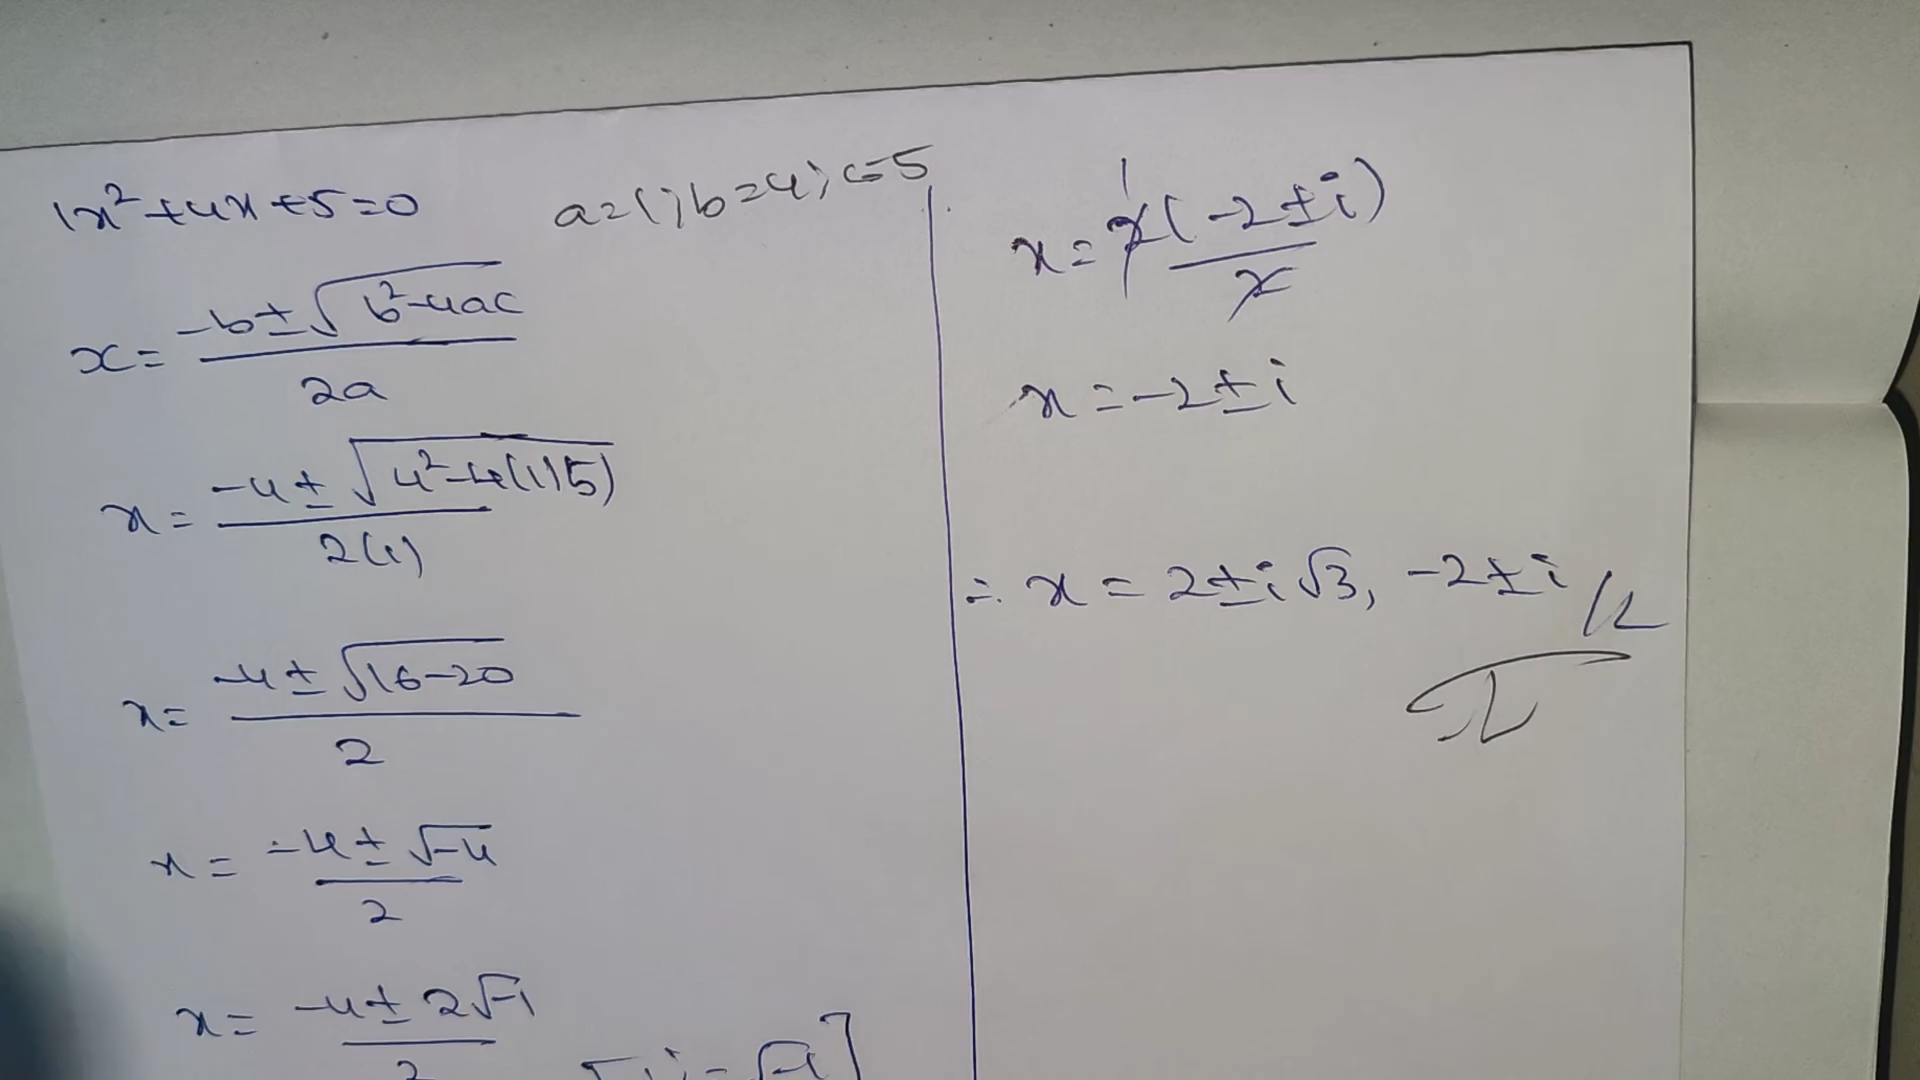 1x²+4x+5=0    a=1, b=4, c=5
x = (-b±√(b²-4ac))/(2a)
x = (-4±√(4²-4(1)5))/(2(1))
x = (-4±√(16-20))/2
x = (-4±√-4)/2
x = (-4±2√-1)/2
[i=√-1]
x = 2(-2±i)/2
x = -2±i
∴ x = 2±i√3, -2±i //